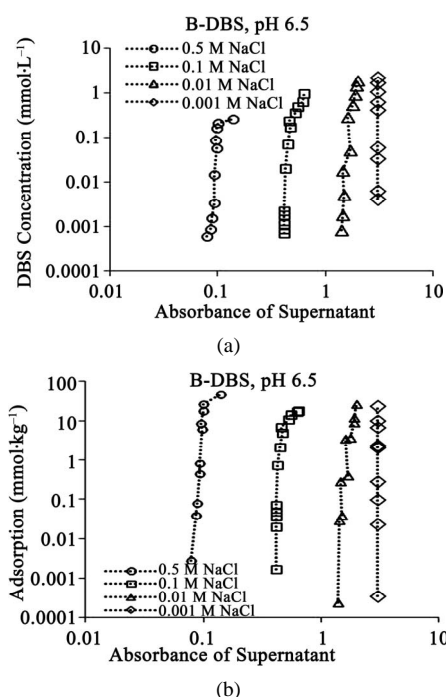 B-DBS, pH 6.5
DBS Concentration (mmol·L⁻¹)
10
1
0.1
0.01
0.001
0.0001
0.5 M NaCl
0.1 M NaCl
0.01 M NaCl
0.001 M NaCl
0.01
0.1
1
10
Absorbance of Supernatant
(a)
B-DBS, pH 6.5
Adsorption (mmol·kg⁻¹)
100
10
1
0.1
0.01
0.001
0.0001
0.5 M NaCl
0.1 M NaCl
0.01 M NaCl
0.001 M NaCl
0.01
0.1
1
10
Absorbance of Supernatant
(b)